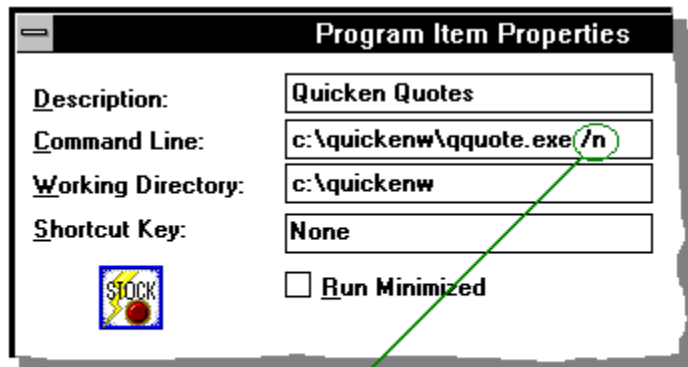 Program Item Properties
Description: Quicken Quotes
Command Line: c:\quickenw\qquote.exe /n
Working Directory: c:\quickenw
Shortcut Key: None
STOCK
Run Minimized